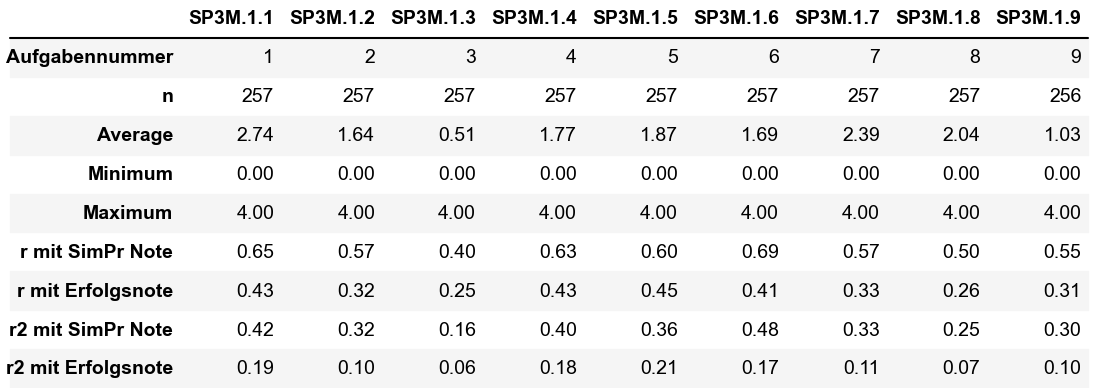 SP3M.1.1 SP3M.1.2 SP3M.1.3 SP3M.1.4 SP3M.1.5 SP3M.1.6 SP3M.1.7 SP3M.1.8 SP3M.1.9
Aufgabennummer 1 2 3 4 5 6 7 8 9
n 257 257 257 257 257 257 257 257 256
Average 2.74 1.64 0.51 1.77 1.87 1.69 2.39 2.04 1.03
Minimum 0.00 0.00 0.00 0.00 0.00 0.00 0.00 0.00 0.00
Maximum 4.00 4.00 4.00 4.00 4.00 4.00 4.00 4.00 4.00
r mit SimPr Note 0.65 0.57 0.40 0.63 0.60 0.69 0.57 0.50 0.55
r mit Erfolgsnote 0.43 0.32 0.25 0.43 0.45 0.41 0.33 0.26 0.31
r2 mit SimPr Note 0.42 0.32 0.16 0.40 0.36 0.48 0.33 0.25 0.30
r2 mit Erfolgsnote 0.19 0.10 0.06 0.18 0.21 0.17 0.11 0.07 0.10